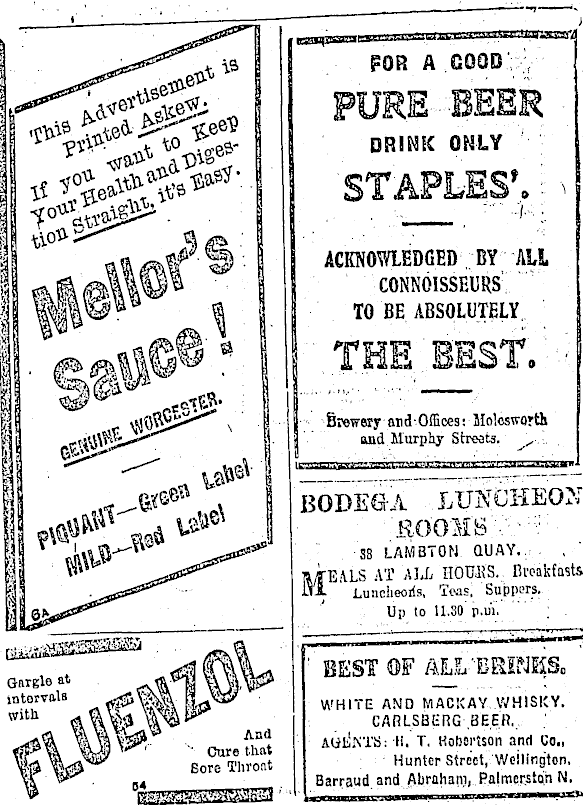 This Advertisement is
Printed Askew.
If you want to Keep
Your Health and Diges-
tion Straight, it's Easy.
Mellor's
Sauce!
GENUINE WORCESTER.
PIQUANT—Green Label
MILD—Red Label
6A
Gargle at
intervals
with
FLUENZOL
And
Cure that
Sore Throat
54
FOR A GOOD
PURE BEER
DRINK ONLY
STAPLES'.
ACKNOWLEDGED BY ALL
CONNOISSEURS
TO BE ABSOLUTELY
THE BEST.
Brewery and Offices: Molesworth
and Murphy Streets.
BODEGA LUNCHEON
ROOMS
88 LAMBTON QUAY.
MEALS AT ALL HOURS. Breakfasts
Luncheons, Teas, Suppers.
Up to 11.30 p.m.
BEST OF ALL DRINKS.
WHITE AND MACKAY WHISKY.
CARLSBERG BEER.
AGENTS: H. T. Robertson and Co.,
Hunter Street, Wellington.
Barraud and Abraham, Palmerston N.